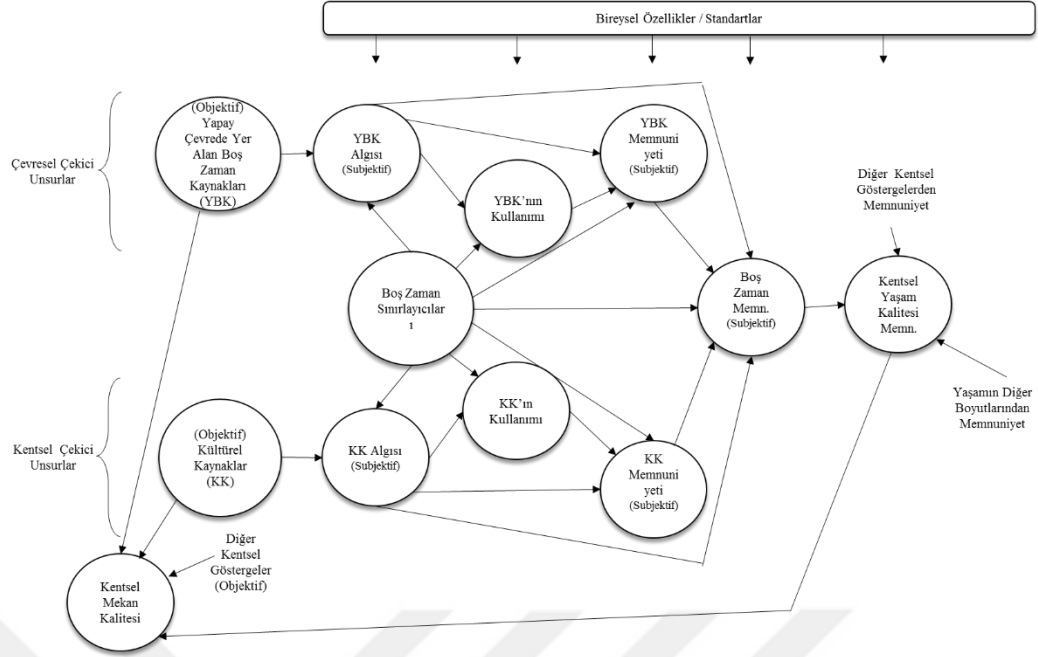 Bireysel Özellikler / Standartlar
Çevresel Çekici
Unsurlar
(Objektif)
Yapay
Çevrede Yer
Alan Boş
Zaman
Kaynakları
(YBK)
YBK
Algısı
(Subjektif)
YBK'nın
Kullanımı
YBK
Memnuni
yeti
(Subjektif)
Diğer Kentsel
Göstergelerden
Memnuniyet
Boş Zaman
Sınırlayıcılar
ı
Boş
Zaman
Memn.
(Subjektif)
Kentsel
Yaşam
Kalitesi
Memn.
Yaşamın Diğer
Boyutlarından
Memnuniyet
Kentsel Çekici
Unsurlar
(Objektif)
Kültürel
Kaynaklar
(KK)
KK Algısı
(Subjektif)
KK'ın
Kullanımı
KK
Memnuni
yeti
(Subjektif)
Diğer
Kentsel
Göstergeler
(Objektif)
Kentsel
Mekan
Kalitesi